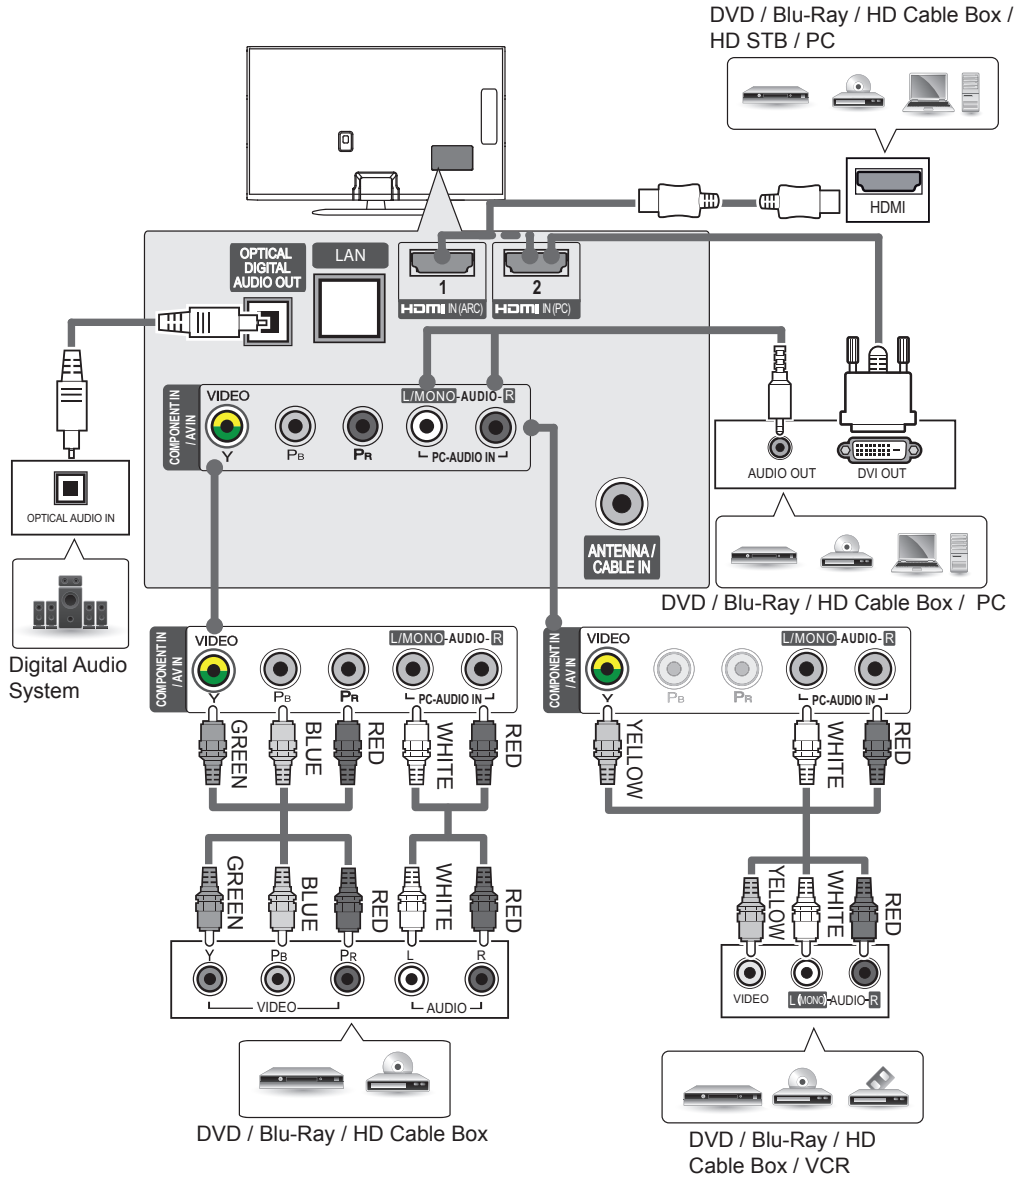 DVD / Blu-Ray / HD Cable Box /
HD STB / PC
HDMI
OPTICAL
DIGITAL
AUDIO OUT
LAN
1
HDMI IN (ARC)
2
HDMI IN (PC)
COMPONENT IN
/ AV IN
VIDEO
L/MONO-AUDIO-R
Y
PB
PR
PC-AUDIO IN
AUDIO OUT
DVI OUT
OPTICAL AUDIO IN
ANTENNA /
CABLE IN
DVD / Blu-Ray / HD Cable Box / PC
Digital Audio
System
COMPONENT IN
/ AV IN
VIDEO
L/MONO-AUDIO-R
Y
PB
PR
PC-AUDIO IN
GREEN
BLUE
RED
WHITE
RED
GREEN
BLUE
RED
WHITE
RED
Y
PB
PR
L
R
VIDEO
AUDIO
DVD / Blu-Ray / HD Cable Box
COMPONENT IN
/ AV IN
VIDEO
L/MONO-AUDIO-R
Y
PB
PR
PC-AUDIO IN
YELLOW
WHITE
RED
YELLOW
WHITE
RED
VIDEO
L(MONO)-AUDIO-R
DVD / Blu-Ray / HD
Cable Box / VCR